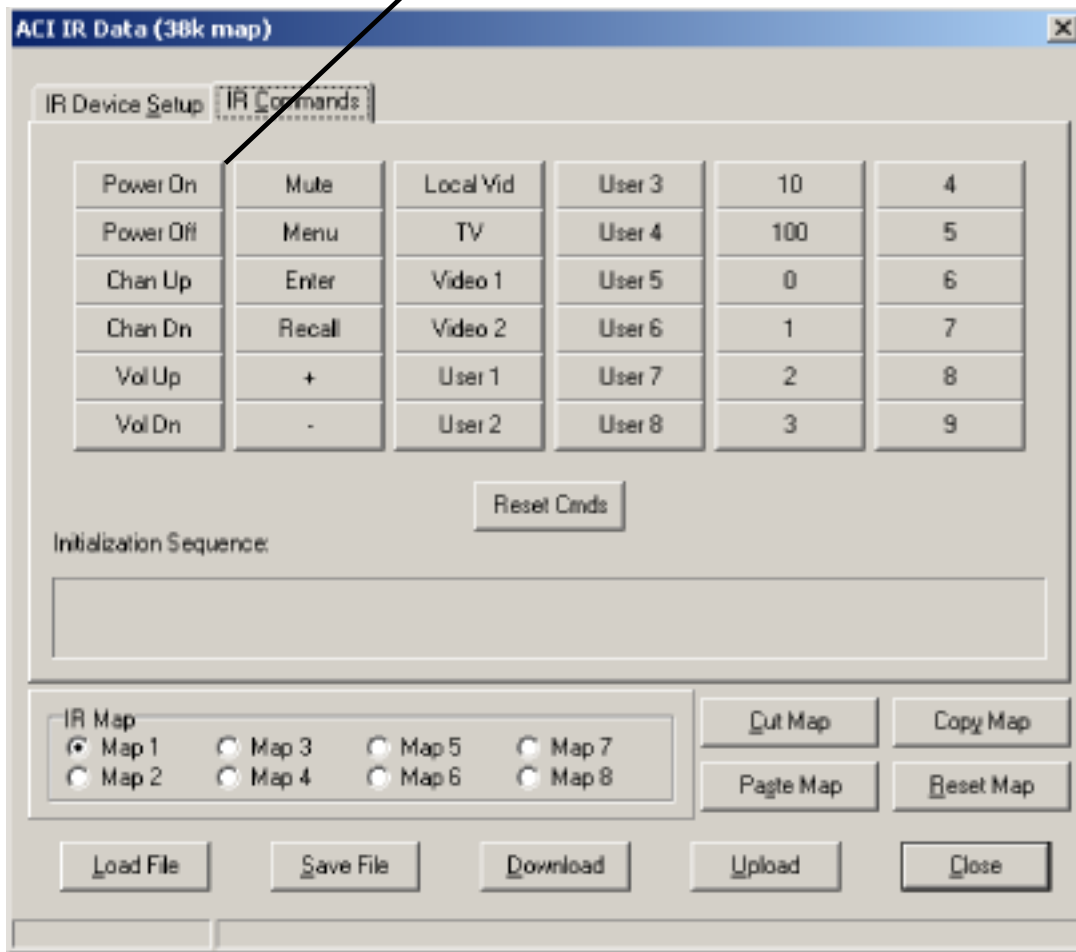 ACI IR Data (38k map)
IR Device Setup IR Commands
Power On Mute Local Vid User 3 10 4
Power Off Menu TV User 4 100 5
Chan Up Enter Video 1 User 5 0 6
Chan Dn Recall Video 2 User 6 1 7
Vol Up + User 1 User 7 2 8
Vol Dn - User 2 User 8 3 9
Reset Cmds
Initialization Sequence:
IR Map
Map 1 Map 3 Map 5 Map 7
Map 2 Map 4 Map 6 Map 8
Cut Map Copy Map
Paste Map Reset Map
Load File Save File Download Upload Close